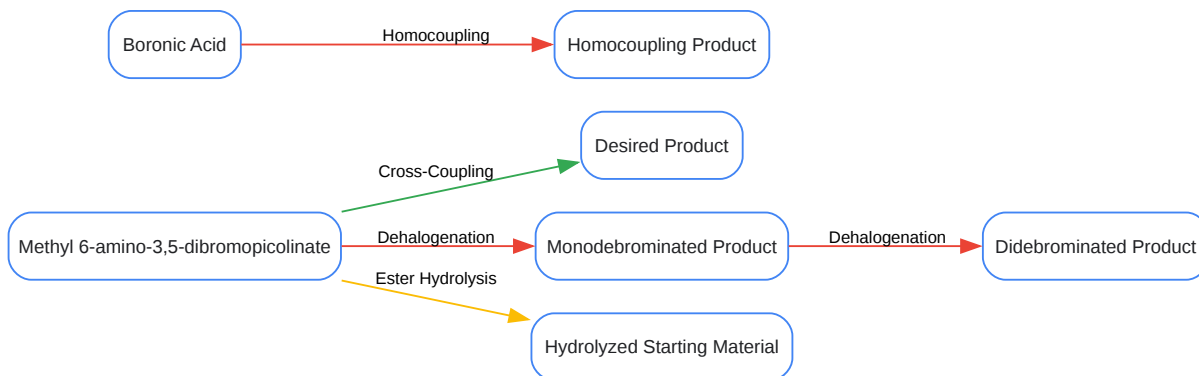 Boronic Acid
Homocoupling
Homocoupling Product
Desired Product
Cross-Coupling
Methyl 6-amino-3,5-dibromopicolinate
Dehalogenation
Monodebrominated Product
Dehalogenation
Didebrominated Product
Ester Hydrolysis
Hydrolyzed Starting Material